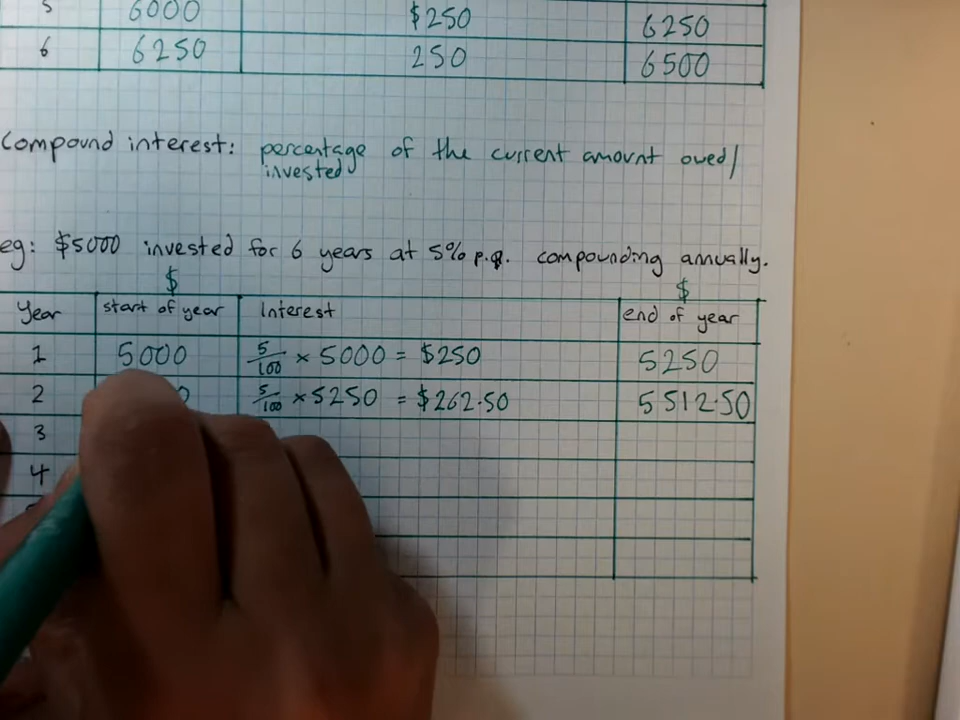 5 6000 $250 6250
6 6250 250 6500
Compound interest: percentage of the current amount owed/
invested
eg: $5000 invested for 6 years at 5% p.a. compounding annually.
$ $
Year start of year Interest end of year
1 5000 5/100 × 5000 = $250 5250
2 5/100 × 5250 = $262.50 5512.50
3
4